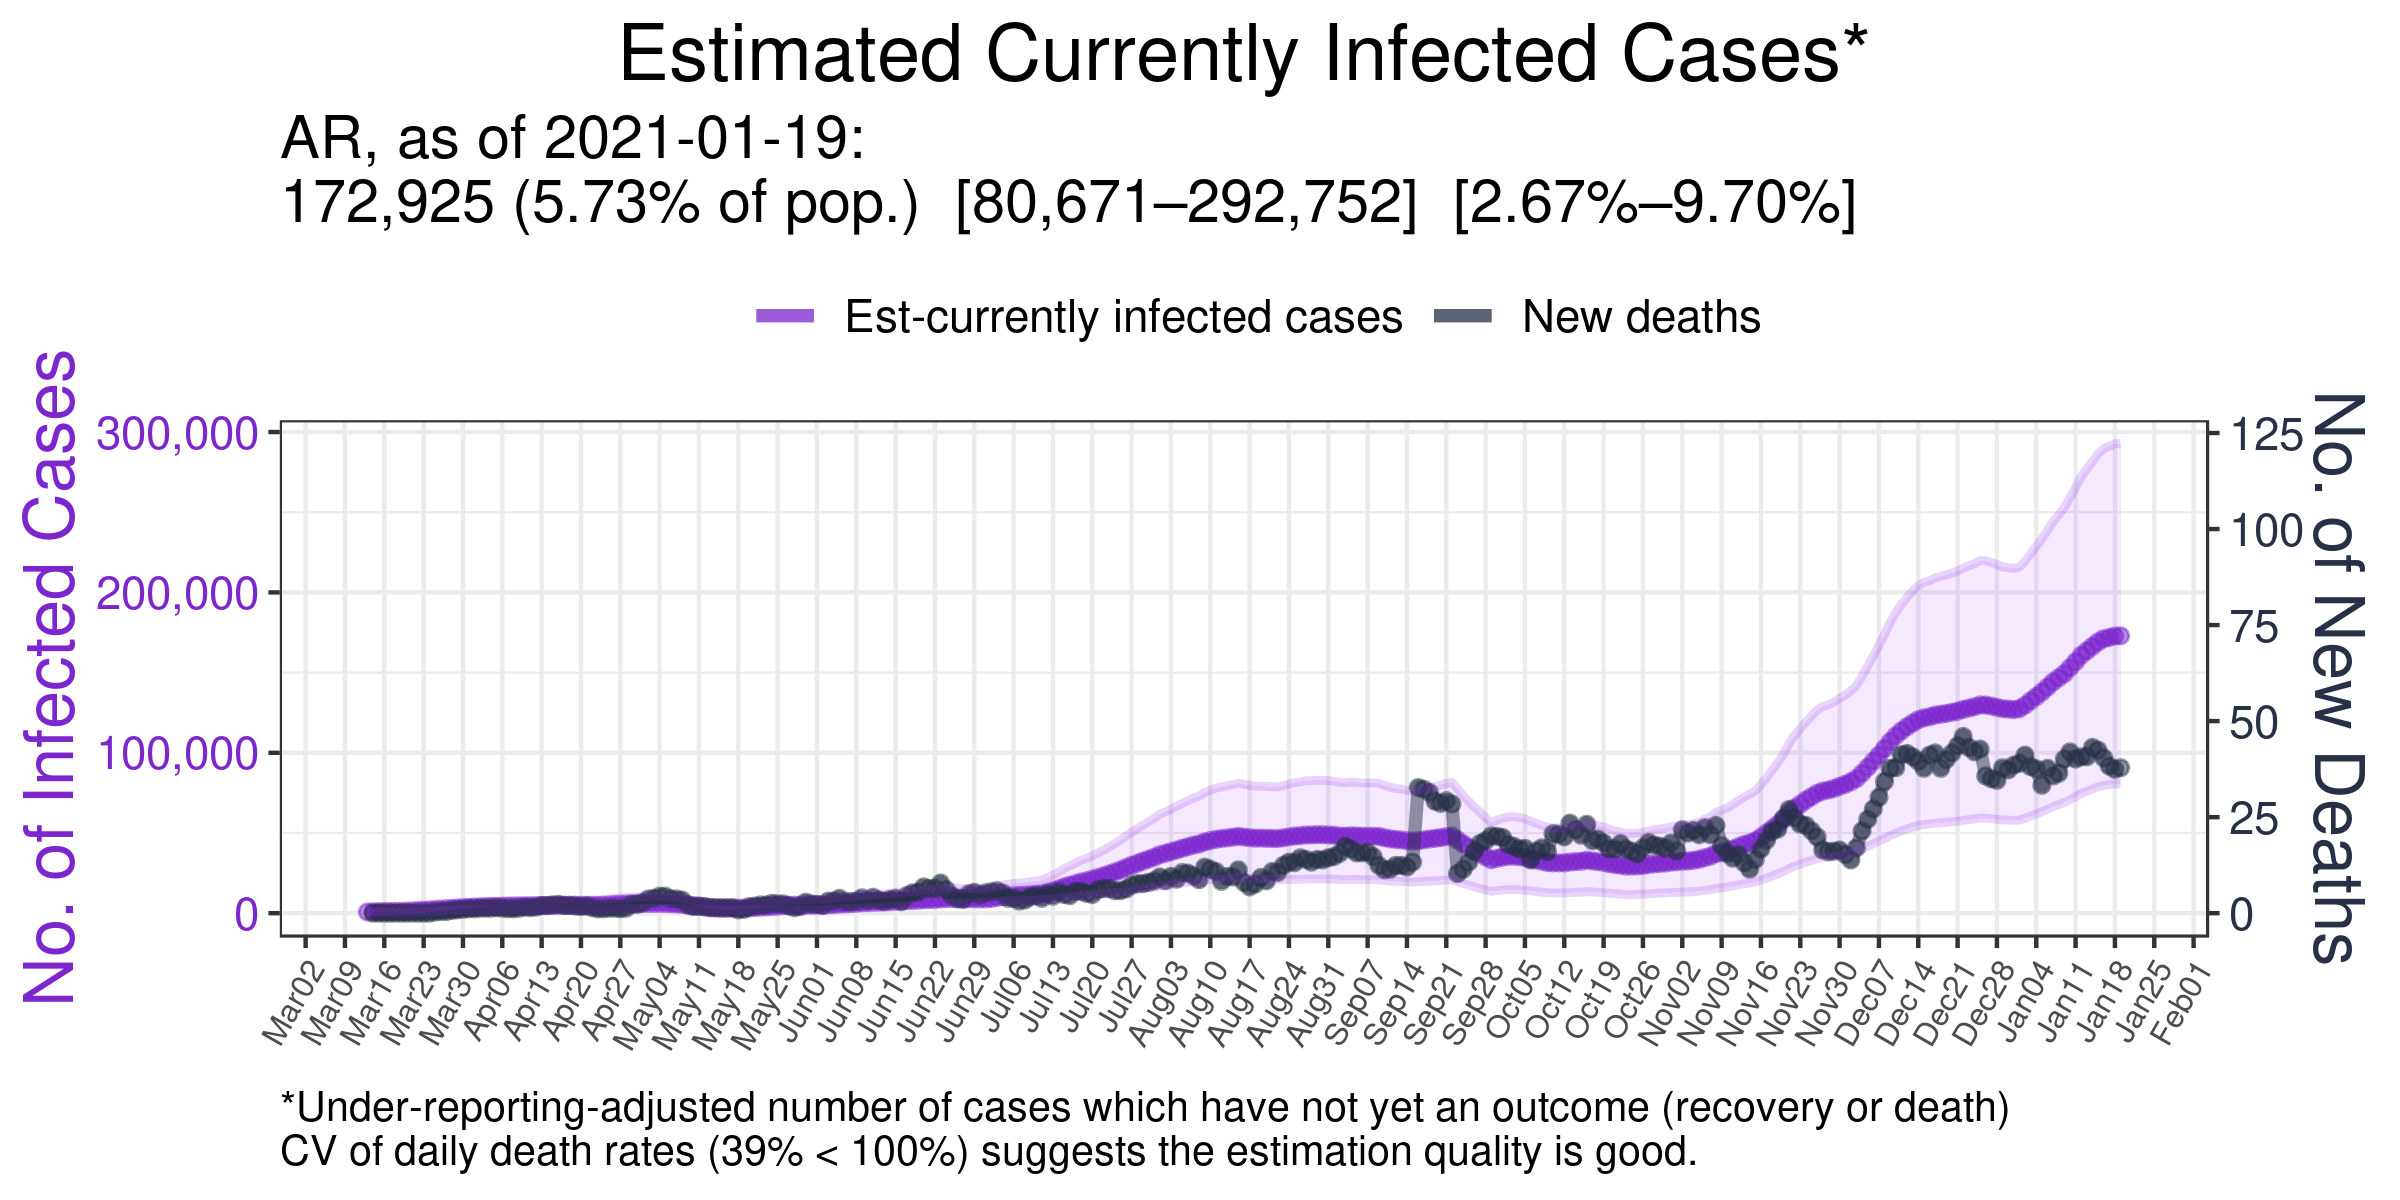 Estimated Currently Infected Cases*
AR, as of 2021-01-19:
172,925 (5.73% of pop.)  [80,671–292,752]  [2.67%–9.70%]
Est-currently infected cases
New deaths
No. of Infected Cases
300,000
200,000
100,000
0
125
100
75
50
25
0
No. of New Deaths
Mar02
Mar09
Mar16
Mar23
Mar30
Apr06
Apr13
Apr20
Apr27
May04
May11
May18
May25
Jun01
Jun08
Jun15
Jun22
Jun29
Jul06
Jul13
Jul20
Jul27
Aug03
Aug10
Aug17
Aug24
Aug31
Sep07
Sep14
Sep21
Sep28
Oct05
Oct12
Oct19
Oct26
Nov02
Nov09
Nov16
Nov23
Nov30
Dec07
Dec14
Dec21
Dec28
Jan04
Jan11
Jan18
Jan25
Feb01
*Under-reporting-adjusted number of cases which have not yet an outcome (recovery or death)
CV of daily death rates (39% < 100%) suggests the estimation quality is good.